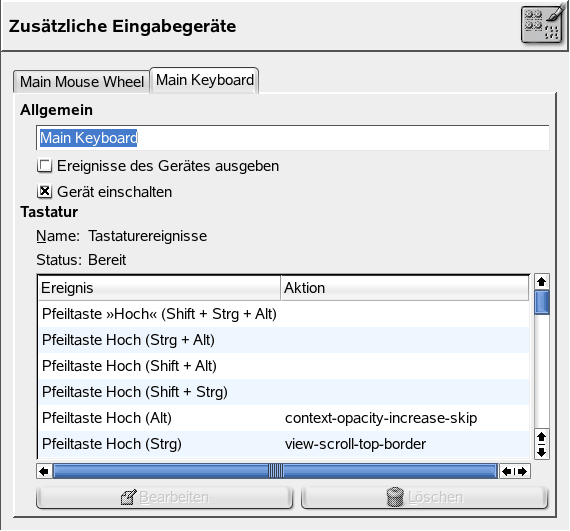 Zusätzliche Eingabegeräte
Main Mouse Wheel Main Keyboard
Allgemein
Main Keyboard
Ereignisse des Gerätes ausgeben
Gerät einschalten
Tastatur
Name: Tastaturereignisse
Status: Bereit
Ereignis Aktion
Pfeiltaste »Hoch« (Shift + Strg + Alt)
Pfeiltaste Hoch (Strg + Alt)
Pfeiltaste Hoch (Shift + Alt)
Pfeiltaste Hoch (Shift + Strg)
Pfeiltaste Hoch (Alt) context-opacity-increase-skip
Pfeiltaste Hoch (Strg) view-scroll-top-border
Bearbeiten Löschen